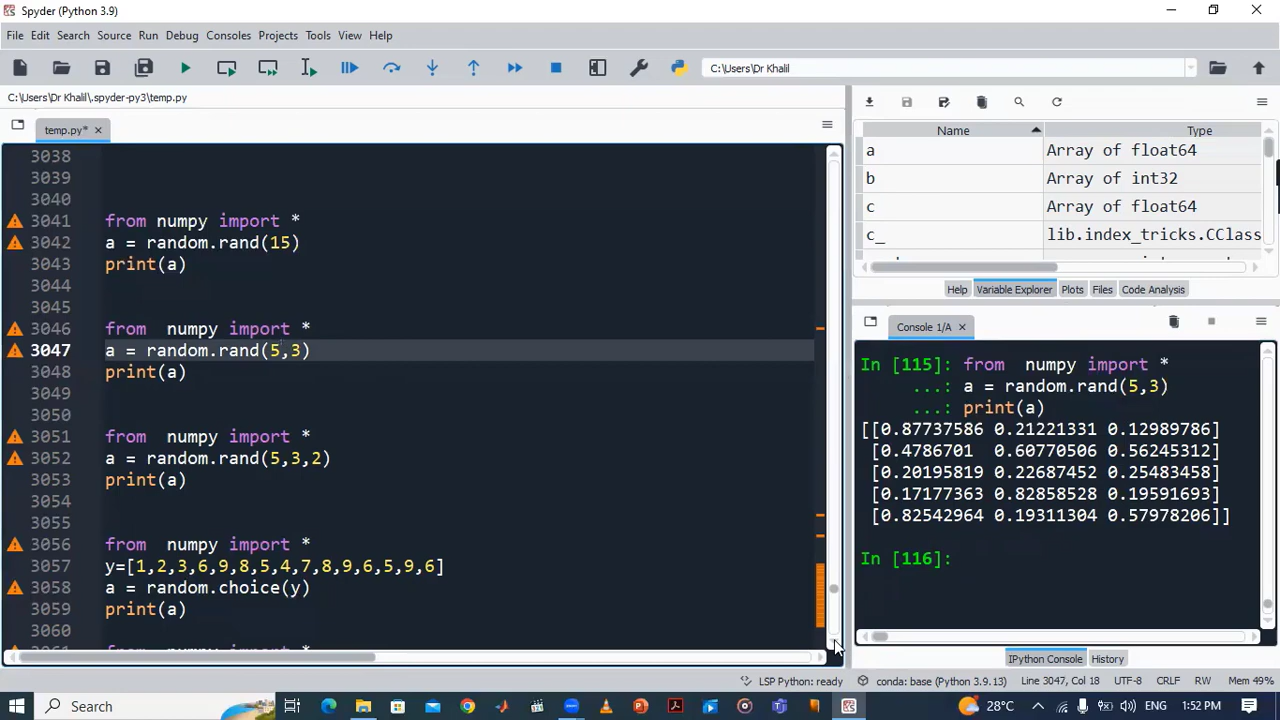 Spyder (Python 3.9)
File Edit Search Source Run Debug Consoles Projects Tools View Help
C:\Users\Dr Khalil
C:\Users\Dr Khalil\.spyder-py3\temp.py
temp.py*
3038
3039
3040
3041 from numpy import *
3042 a = random.rand(15)
3043 print(a)
3044
3045
3046 from  numpy import *
3047 a = random.rand(5,3)
3048 print(a)
3049
3050
3051 from  numpy import *
3052 a = random.rand(5,3,2)
3053 print(a)
3054
3055
3056 from  numpy import *
3057 y=[1,2,3,6,9,8,5,4,7,8,9,6,5,9,6]
3058 a = random.choice(y)
3059 print(a)
3060
3061 from  numpy import *
Name Type
a Array of float64
b Array of int32
c Array of float64
c_ lib.index_tricks.CClass
Help Variable Explorer Plots Files Code Analysis
Console 1/A
In [115]: from  numpy import *
...: a = random.rand(5,3)
...: print(a)
[[0.87737586 0.21221331 0.12989786]
[0.4786701  0.60770506 0.56245312]
[0.20195819 0.22687452 0.25483458]
[0.17177363 0.82858528 0.19591693]
[0.82542964 0.19311304 0.57978206]]
In [116]:
IPython Console History
LSP Python: ready conda: base (Python 3.9.13) Line 3047, Col 18 UTF-8 CRLF RW Mem 49%
Search 28°C ENG 1:52 PM